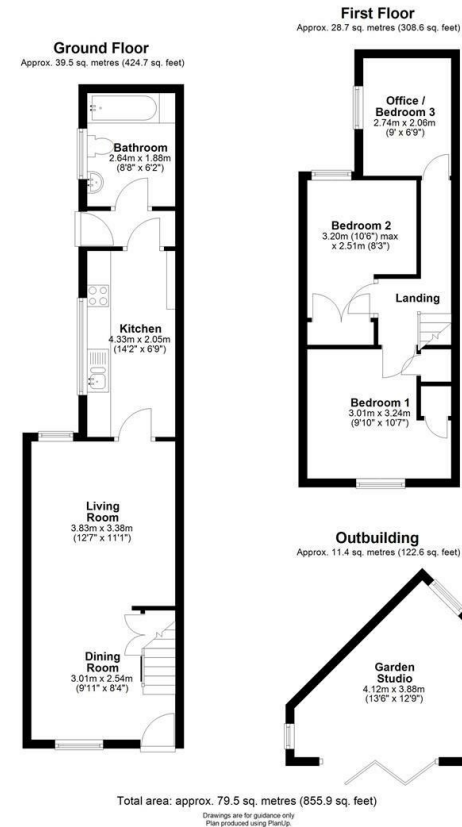 Ground Floor
Approx. 39.5 sq. metres (424.7 sq. feet)
Bathroom
2.64m x 1.88m
(8'8" x 6'2")
Kitchen
4.33m x 2.05m
(14'2" x 6'9")
Living
Room
3.83m x 3.38m
(12'7" x 11'1")
Dining
Room
3.01m x 2.54m
(9'11" x 8'4")
First Floor
Approx. 28.7 sq. metres (308.6 sq. feet)
Office /
Bedroom 3
2.74m x 2.06m
(9' x 6'9")
Bedroom 2
3.20m (10'6") max
x 2.51m (8'3")
Landing
Bedroom 1
3.01m x 3.24m
(9'10" x 10'7")
Outbuilding
Approx. 11.4 sq. metres (122.6 sq. feet)
Garden
Studio
4.12m x 3.88m
(13'6" x 12'9")
Total area: approx. 79.5 sq. metres (855.9 sq. feet)
Drawings are for guidance only
Plan produced using PlanUp.